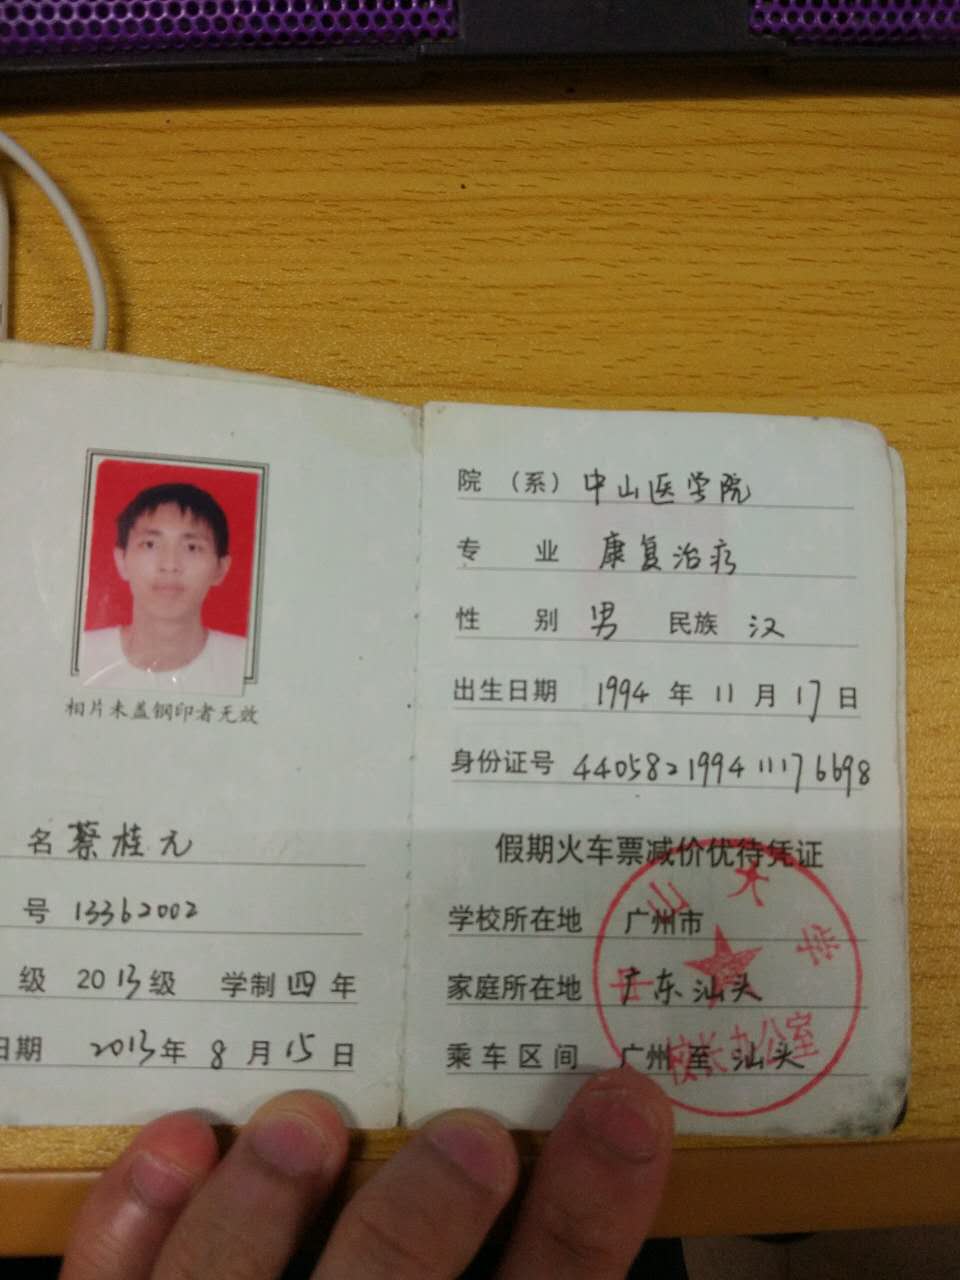 相片未盖钢印者无效
名 蔡桂元
号 13362002
级 2013级 学制 四 年
日期 2013年 8 月 15 日
院（系） 中山医学院
专 业 康复治疗
性 别 男 民族 汉
出生日期 1994 年 11 月 17 日
身份证号 440582199411176698
假期火车票减价优待凭证
学校所在地 广州市
家庭所在地 广东汕头
乘车区间 广州 至 汕头
中山大学
校长办公室